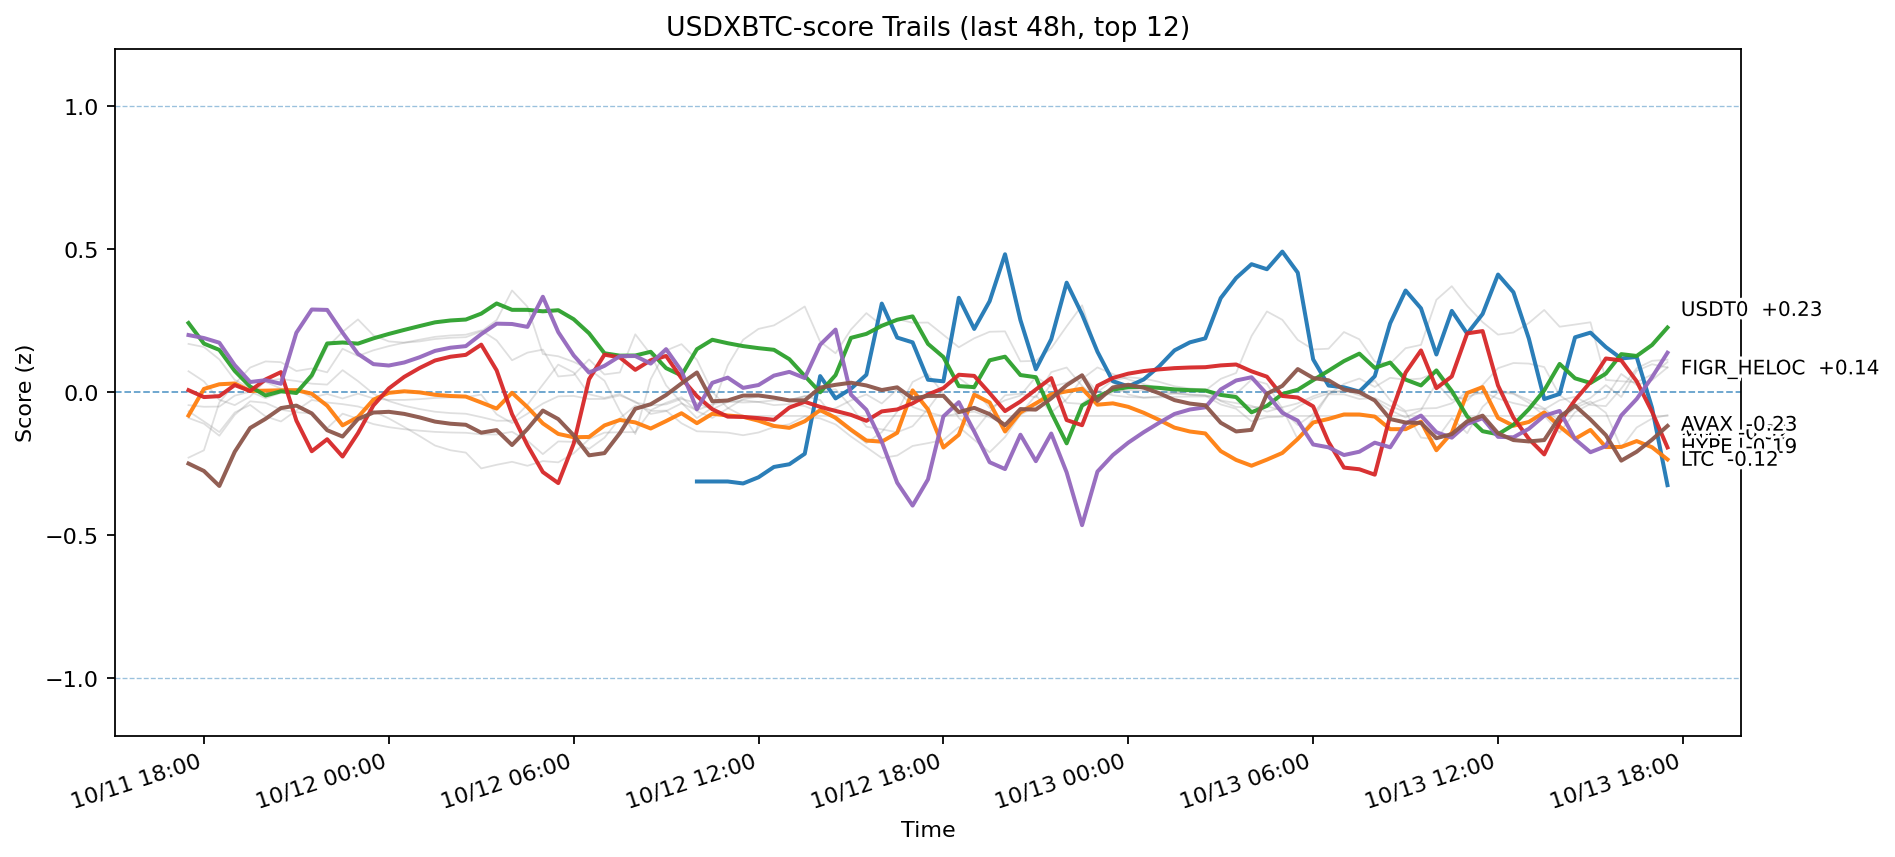 USDXBTC-score Trails (last 48h, top 12)
1.0
0.5
0.0
−0.5
−1.0
Score (z)
USDT0 +0.23
FIGR_HELOC +0.14
AVAX -0.23
HYPE -0.19
LTC -0.12
10/11 18:00
10/12 00:00
10/12 06:00
10/12 12:00
10/12 18:00
10/13 00:00
10/13 06:00
10/13 12:00
10/13 18:00
Time